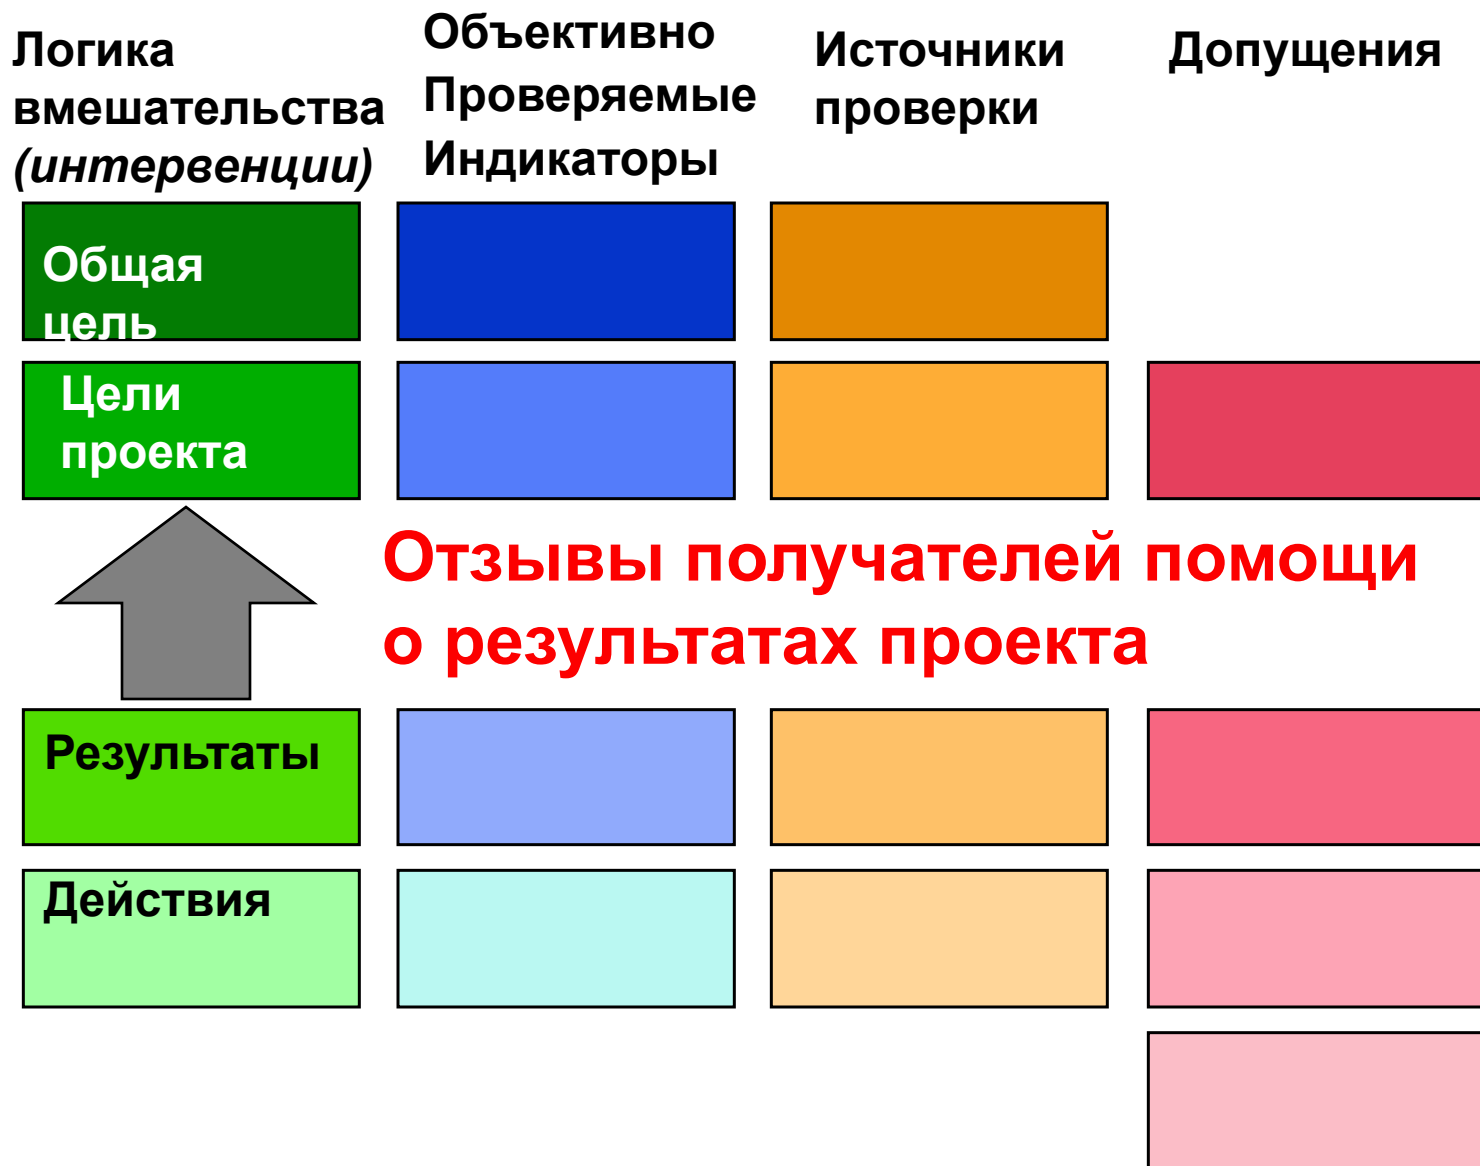 Логика
вмешательства
(интервенции)
Объективно
Проверяемые
Индикаторы
Источники
проверки
Допущения
Общая
цель
Цели
проекта
Отзывы получателей помощи
о результатах проекта
Результаты
Действия